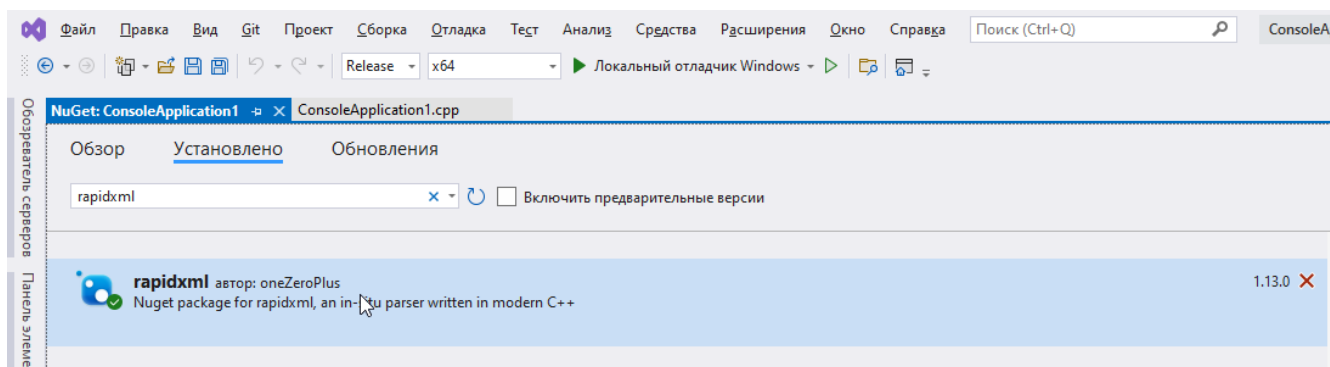 Файл Правка Вид Git Проект Сборка Отладка Тест Анализ Средства Расширения Окно Справка Поиск (Ctrl+Q) ConsoleA
Release x64 Локальный отладчик Windows
NuGet: ConsoleApplication1 ConsoleApplication1.cpp
Обозреватель серверов
Панель элеме
Обзор Установлено Обновления
rapidxml Включить предварительные версии
rapidxml автор: oneZeroPlus 1.13.0
Nuget package for rapidxml, an in-situ parser written in modern C++